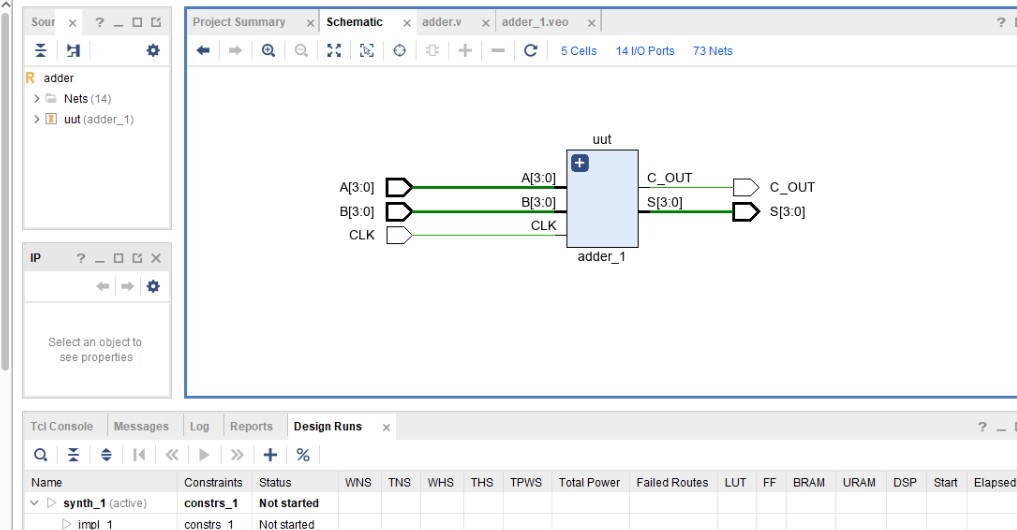 Sour × ? _
Project Summary × Schematic × adder.v × adder_1.veo × ?
5 Cells 14 I/O Ports 73 Nets
R adder
Nets (14)
I uut (adder_1)
uut
A[3:0] A[3:0] C_OUT C_OUT
B[3:0] B[3:0] S[3:0] S[3:0]
CLK CLK
adder_1
IP ? _ ×
Select an object to
see properties
Tcl Console Messages Log Reports Design Runs × ? _
Name Constraints Status WNS TNS WHS THS TPWS Total Power Failed Routes LUT FF BRAM URAM DSP Start Elapsed
synth_1 (active) constrs_1 Not started
impl_1 constrs_1 Not started